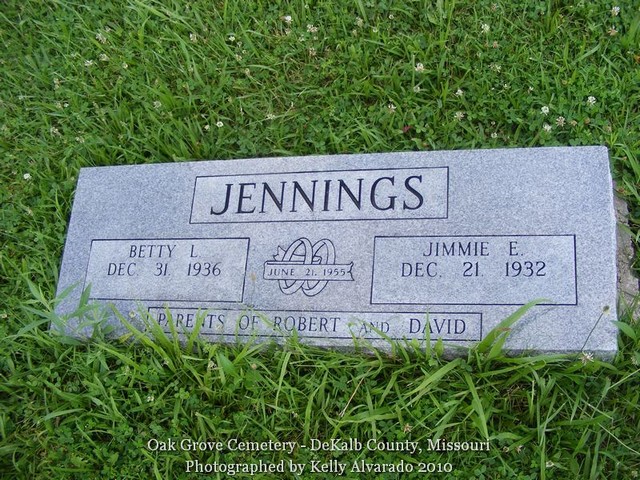 JENNINGS
BETTY L.
DEC 31, 1936
JUNE 21, 1955
JIMMIE E.
DEC. 21 1932
PARENTS OF ROBERT AND DAVID
Oak Grove Cemetery - DeKalb County, Missouri
Photographed by Kelly Alvarado 2010